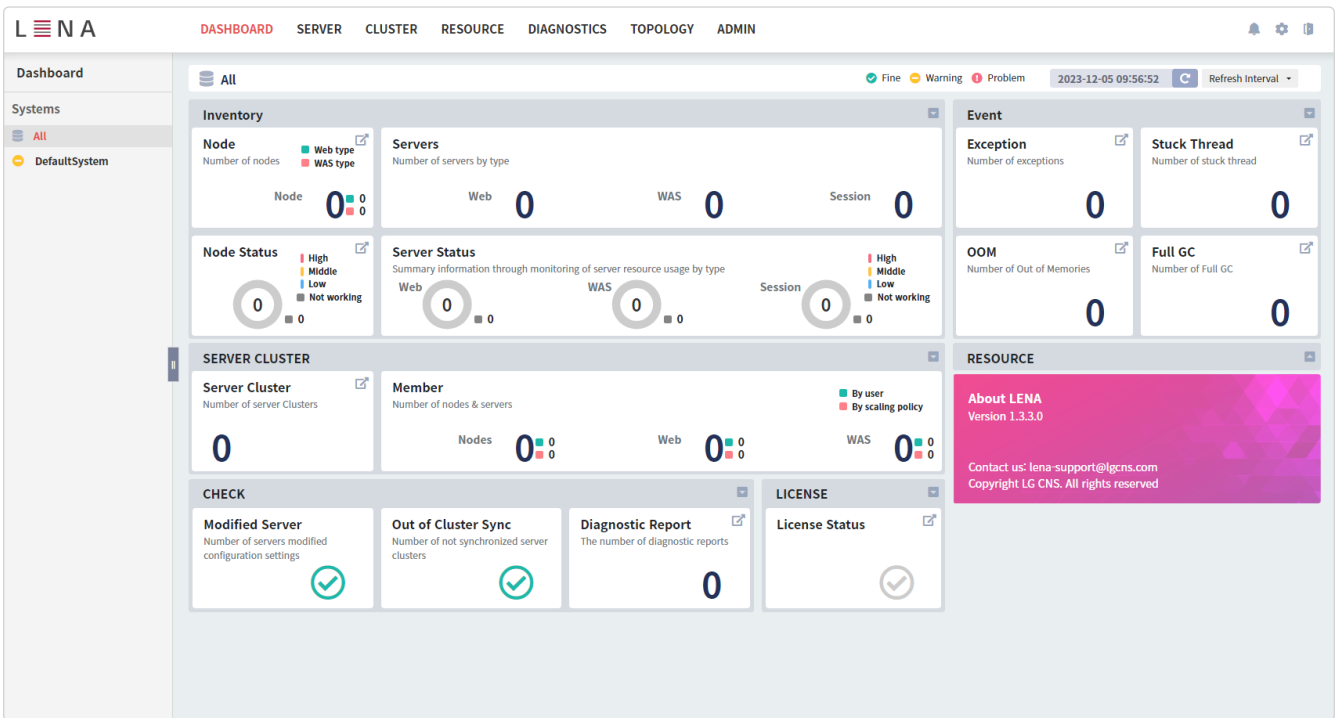 LENA
DASHBOARD SERVER CLUSTER RESOURCE DIAGNOSTICS TOPOLOGY ADMIN
Dashboard
Systems
All
DefaultSystem
All
Fine Warning Problem 2023-12-05 09:56:52 Refresh Interval
Inventory
Node
Number of nodes
Web type
WAS type
Node 0 0
0
Servers
Number of servers by type
Web 0 WAS 0 Session 0
Node Status
High
Middle
Low
Not working
0
0
Server Status
Summary information through monitoring of server resource usage by type
High
Middle
Low
Not working
Web 0 0 WAS 0 0 Session 0 0
Event
Exception
Number of exceptions
0
Stuck Thread
Number of stuck thread
0
OOM
Number of Out of Memories
0
Full GC
Number of Full GC
0
SERVER CLUSTER
Server Cluster
Number of server Clusters
0
Member
Number of nodes & servers
By user
By scaling policy
Nodes 0 0 Web 0 0 WAS 0 0
0 0 0
RESOURCE
About LENA
Version 1.3.3.0
Contact us: lena-support@lgcns.com
Copyright LG CNS. All rights reserved
CHECK
Modified Server
Number of servers modified
configuration settings
Out of Cluster Sync
Number of not synchronized server
clusters
Diagnostic Report
The number of diagnostic reports
0
LICENSE
License Status